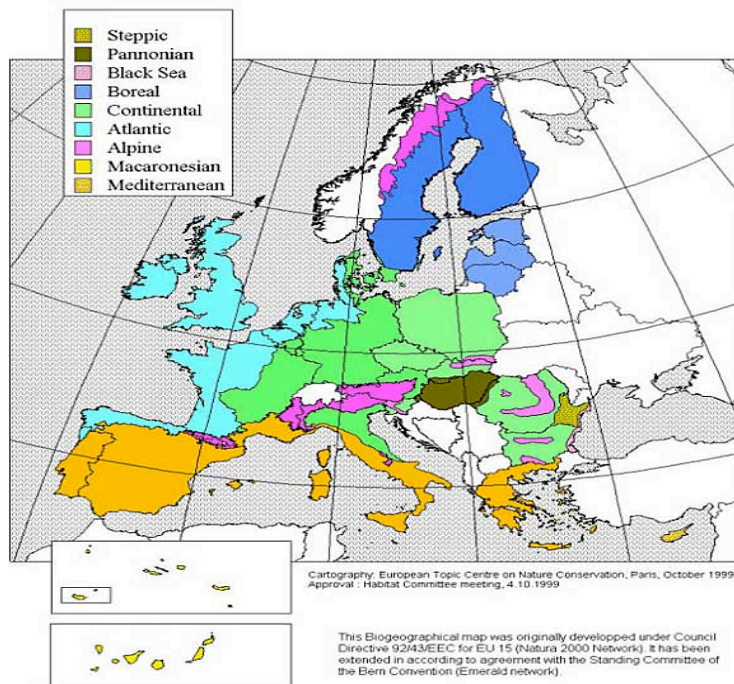 Steppic
Pannonian
Black Sea
Boreal
Continental
Atlantic
Alpine
Macaronesian
Mediterranean
Cartography: European Topic Centre on Nature Conservation, Paris, October 1999
Approval : Habitat Committee meeting, 4.10.1999
This Biogeographical map was originally developped under Council
Directive 92/43/EEC for EU 15 (Natura 2000 Network). It has been
extended in according to agreement with the Standing Committee of
the Bern Convention (Emerald network).